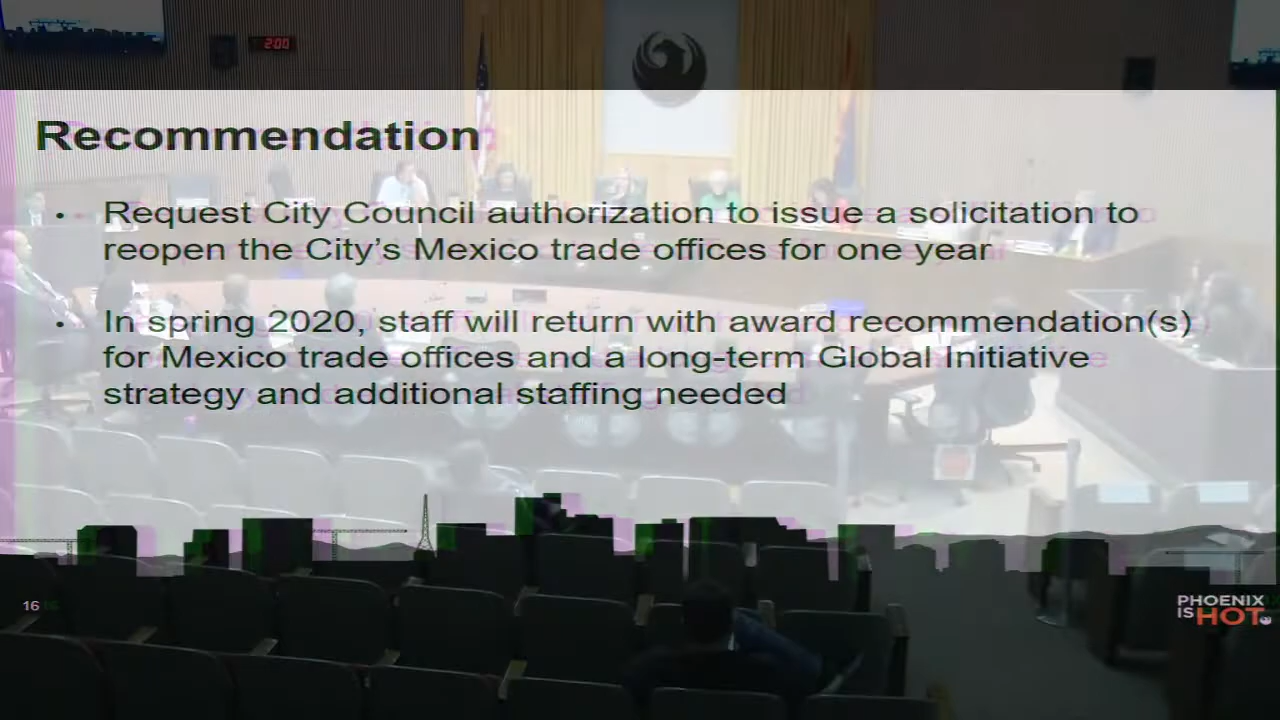 2:00
Recommendation
• Request City Council authorization to issue a solicitation to
reopen the City’s Mexico trade offices for one year
• In spring 2020, staff will return with award recommendation(s)
for Mexico trade offices and a long-term Global Initiative
strategy and additional staffing needed
16
PHOENIX
IS HOT